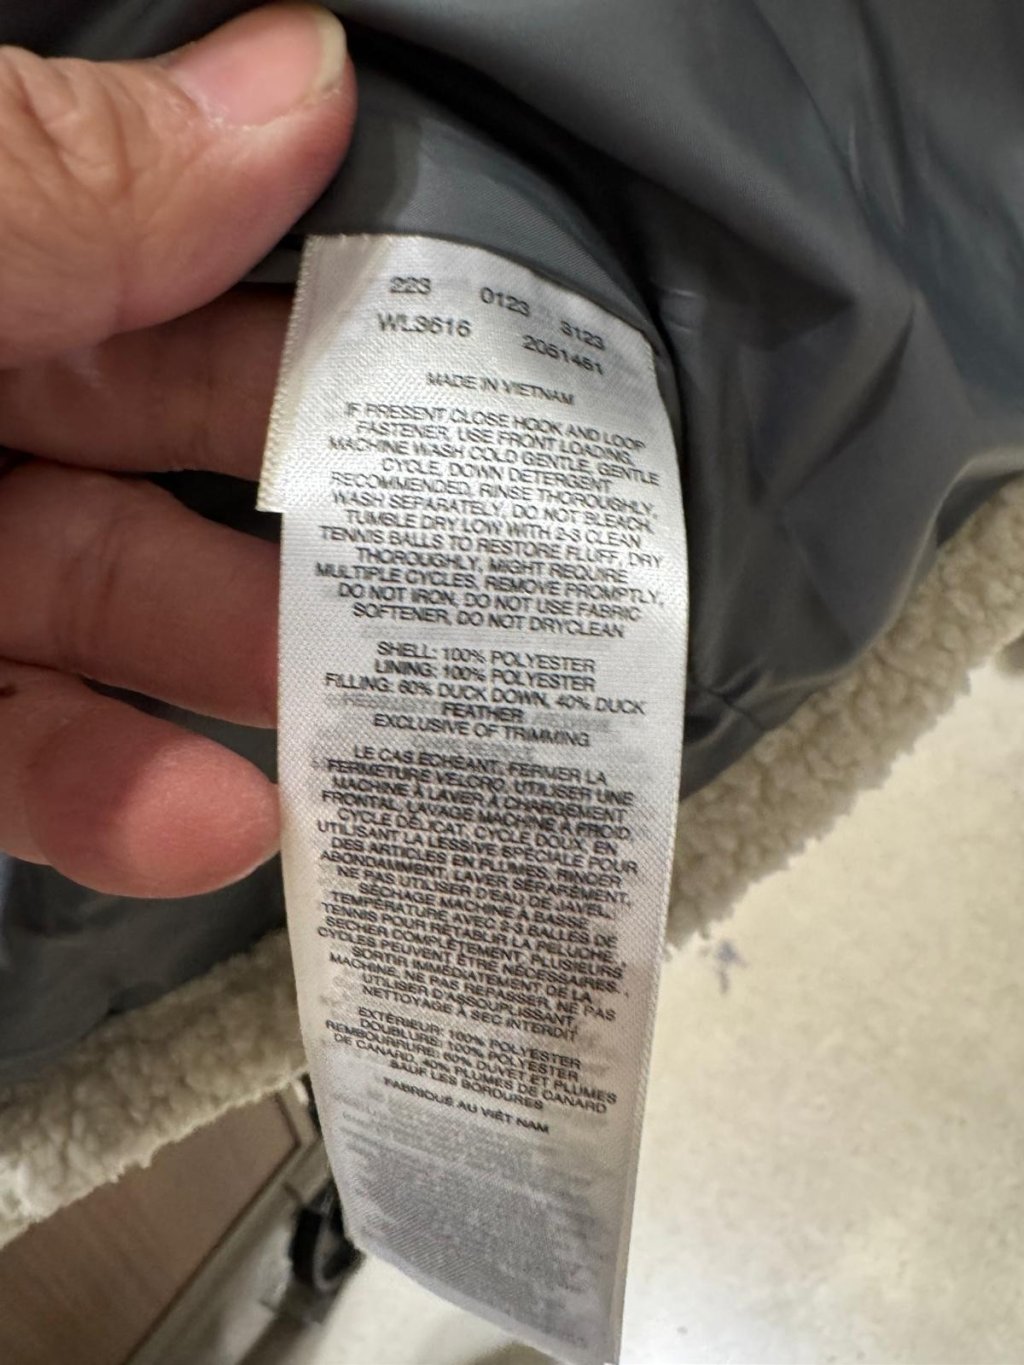 223 0123 3123
WL3616 2061461
MADE IN VIETNAM
IF PRESENT CLOSE HOOK AND LOOP
FASTENER, USE FRONT LOADING,
MACHINE WASH COLD GENTLE, GENTLE
CYCLE, DOWN DETERGENT
RECOMMENDED, RINSE THOROUGHLY,
WASH SEPARATELY, DO NOT BLEACH,
TUMBLE DRY LOW WITH 2-3 CLEAN
TENNIS BALLS TO RESTORE FLUFF, DRY
THOROUGHLY, MIGHT REQUIRE
MULTIPLE CYCLES, REMOVE PROMPTLY,
DO NOT IRON, DO NOT USE FABRIC
SOFTENER, DO NOT DRYCLEAN
SHELL: 100% POLYESTER
LINING: 100% POLYESTER
FILLING: 60% DUCK DOWN, 40% DUCK
FEATHER
EXCLUSIVE OF TRIMMING
LE CAS ÉCHÉANT, FERMER LA
FERMETURE VELCRO, UTILISER UNE
MACHINE À LAVER À CHARGEMENT
FRONTAL, LAVAGE MACHINE À FROID,
CYCLE DÉLICAT, CYCLE DOUX, EN
UTILISANT LA LESSIVE SPÉCIALE POUR
DES ARTICLES EN PLUMES, RINCER
ABONDAMMENT, LAVER SÉPARÉMENT,
NE PAS UTILISER D'EAU DE JAVEL,
SÉCHAGE MACHINE À BASSE
TEMPÉRATURE AVEC 2-3 BALLES DE
TENNIS POUR RÉTABLIR LA PELUCHE,
SÉCHER COMPLÈTEMENT, PLUSIEURS
CYCLES PEUVENT ÊTRE NÉCESSAIRES,
SORTIR IMMÉDIATEMENT DE LA
MACHINE, NE PAS REPASSER, NE PAS
UTILISER D'ASSOUPLISSANT,
NETTOYAGE À SEC INTERDIT
EXTÉRIEUR: 100% POLYESTER
DOUBLURE: 100% POLYESTER
REMBOURRURE: 60% DUVET ET PLUMES
DE CANARD, 40% PLUMES DE CANARD
SAUF LES BORDURES
FABRIQUÉ AU VIÊT NAM